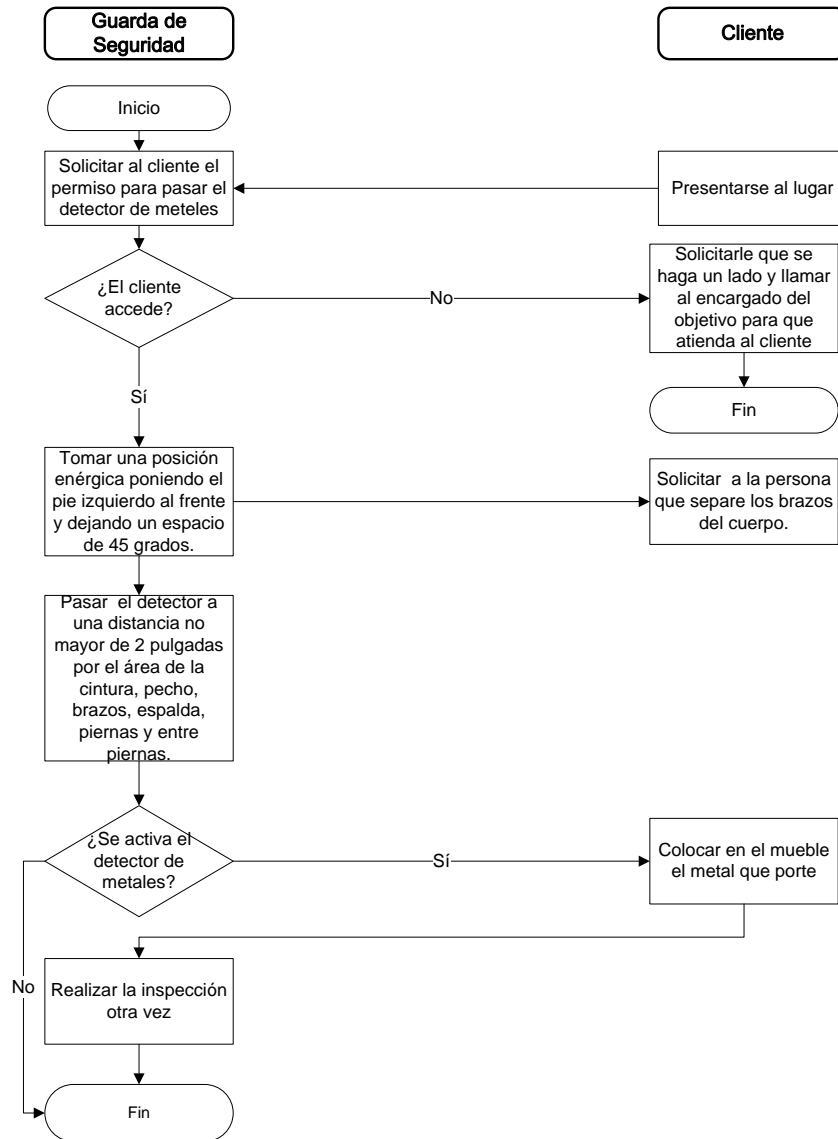 Guarda de
Seguridad
Cliente
Inicio
Solicitar al cliente el
permiso para pasar el
detector de meteles
Presentarse al lugar
¿El cliente
accede?
No
Solicitarle que se
haga un lado y llamar
al encargado del
objetivo para que
atienda al cliente
Sí
Fin
Tomar una posición
enérgica poniendo el
pie izquierdo al frente
y dejando un espacio
de 45 grados.
Solicitar a la persona
que separe los brazos
del cuerpo.
Pasar el detector a
una distancia no
mayor de 2 pulgadas
por el área de la
cintura, pecho,
brazos, espalda,
piernas y entre
piernas.
¿Se activa el
detector de
metales?
Sí
Colocar en el mueble
el metal que porte
No
Realizar la inspección
otra vez
Fin